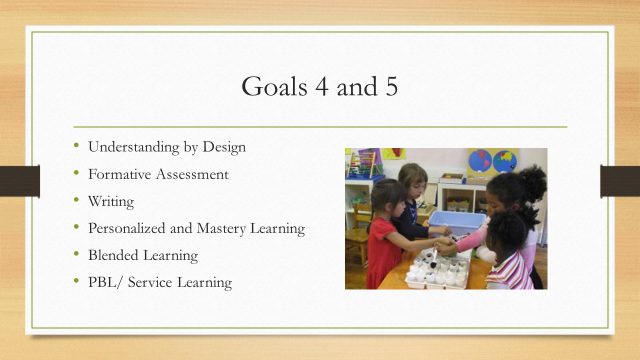 Goals 4 and 5
Understanding by Design
Formative Assessment
Writing
Personalized and Mastery Learning
Blended Learning
PBL/ Service Learning